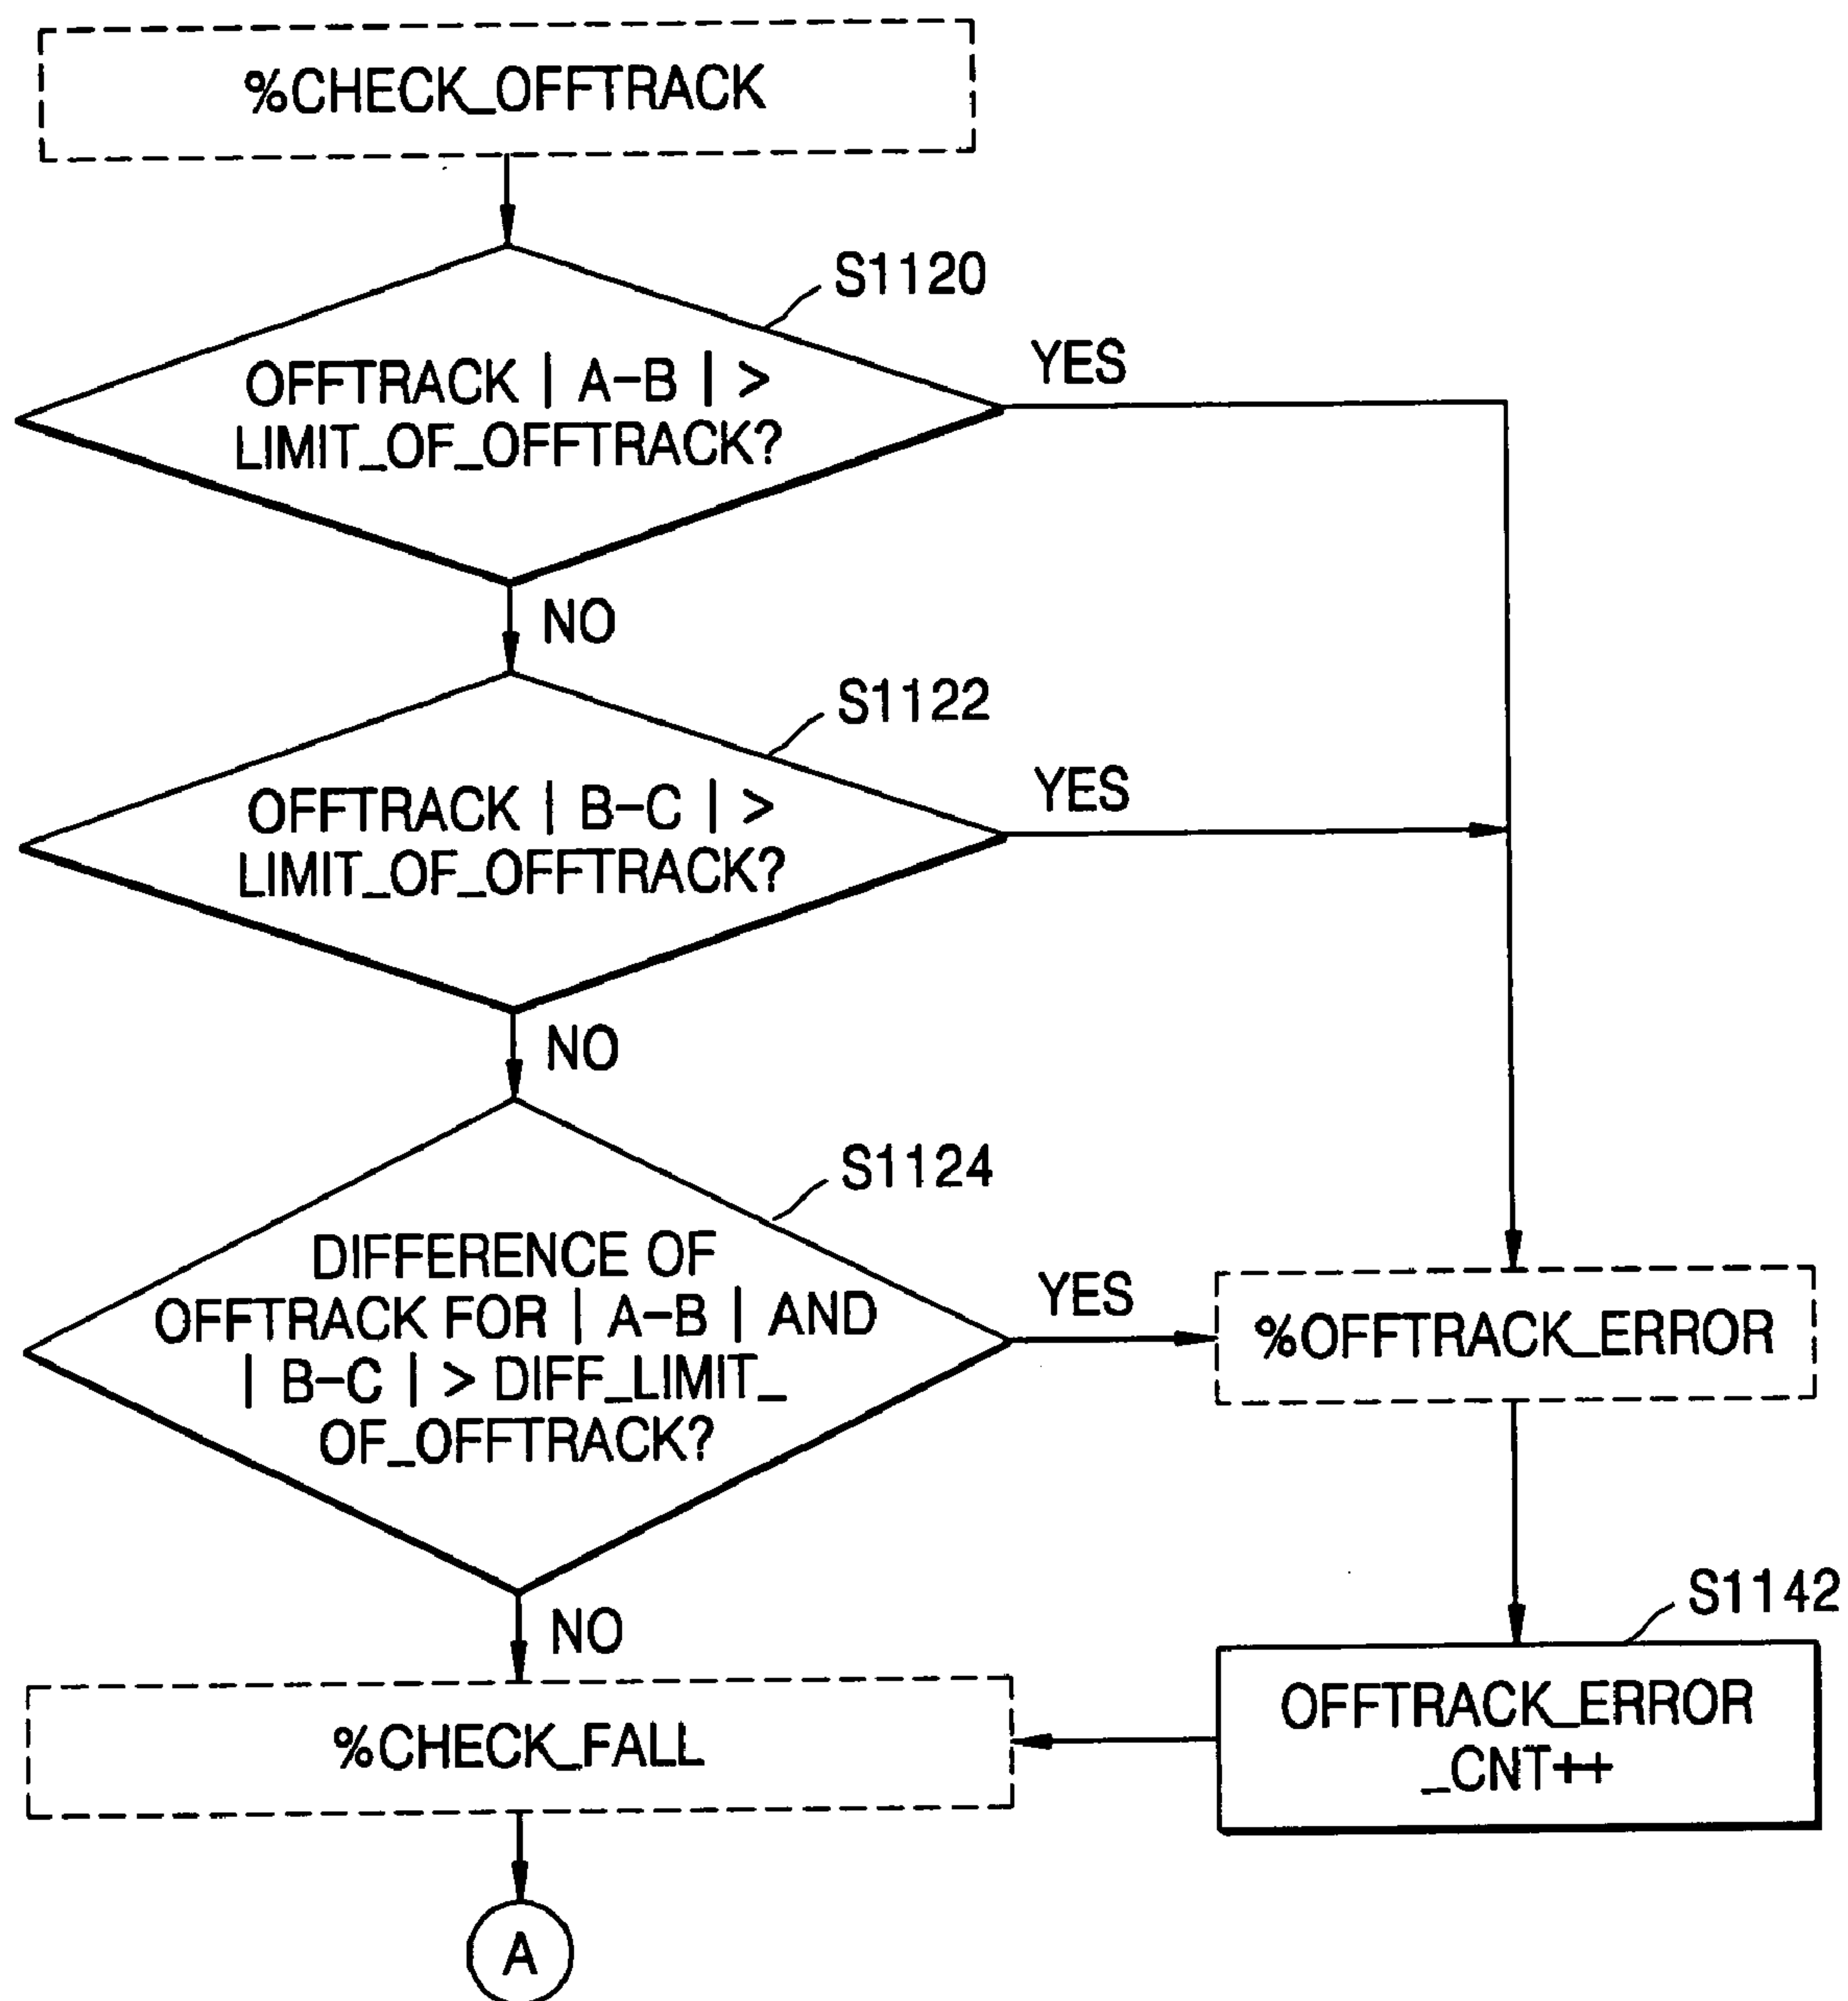 %CHECK_OFFTRACK
S1120
OFFTRACK | A-B | >
LIMIT_OF_OFFTRACK?
YES
NO
S1122
OFFTRACK | B-C | >
LIMIT_OF_OFFTRACK?
YES
NO
S1124
DIFFERENCE OF
OFFTRACK FOR | A-B | AND
| B-C | > DIFF_LIMIT_
OF_OFFTRACK?
YES
%OFFTRACK_ERROR
NO
S1142
OFFTRACK_ERROR
_CNT++
%CHECK_FALL
A